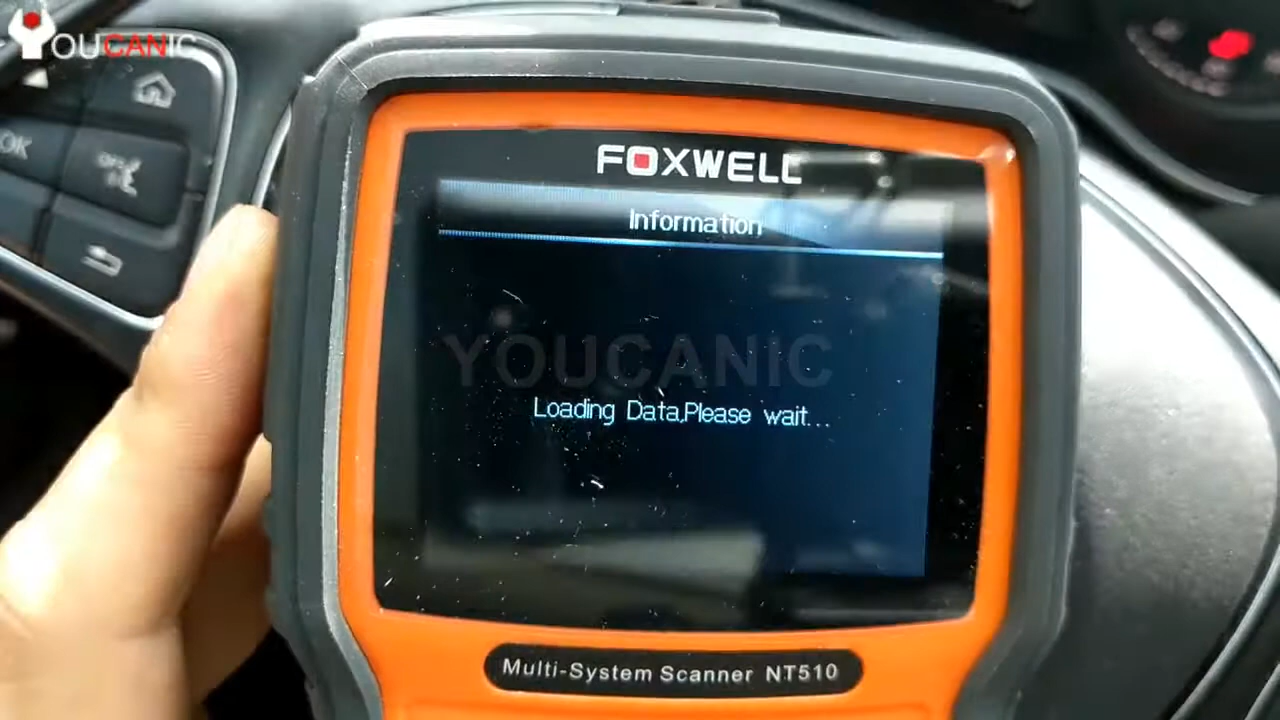 YOUCANIC
OK
FOXWELL
Information
YOUCANIC
Loading Data,Please wait...
Multi-System Scanner NT510